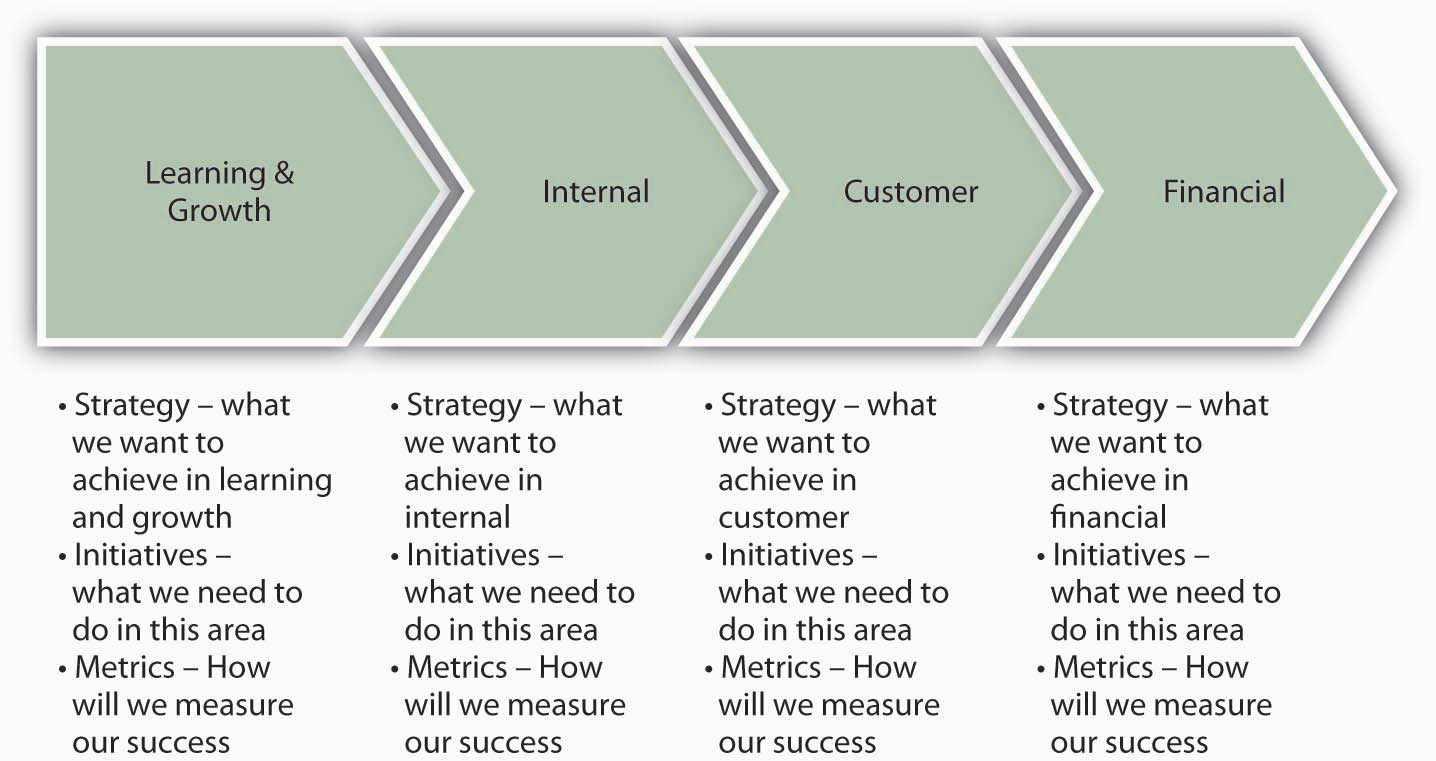 Learning &
Growth
Internal
Customer
Financial
• Strategy – what
we want to
achieve in learning
and growth
• Initiatives –
what we need to
do in this area
• Metrics – How
will we measure
our success
• Strategy – what
we want to
achieve in
internal
• Initiatives –
what we need to
do in this area
• Metrics – How
will we measure
our success
• Strategy – what
we want to
achieve in
customer
• Initiatives –
what we need to
do in this area
• Metrics – How
will we measure
our success
• Strategy – what
we want to
achieve in
financial
• Initiatives –
what we need to
do in this area
• Metrics – How
will we measure
our success